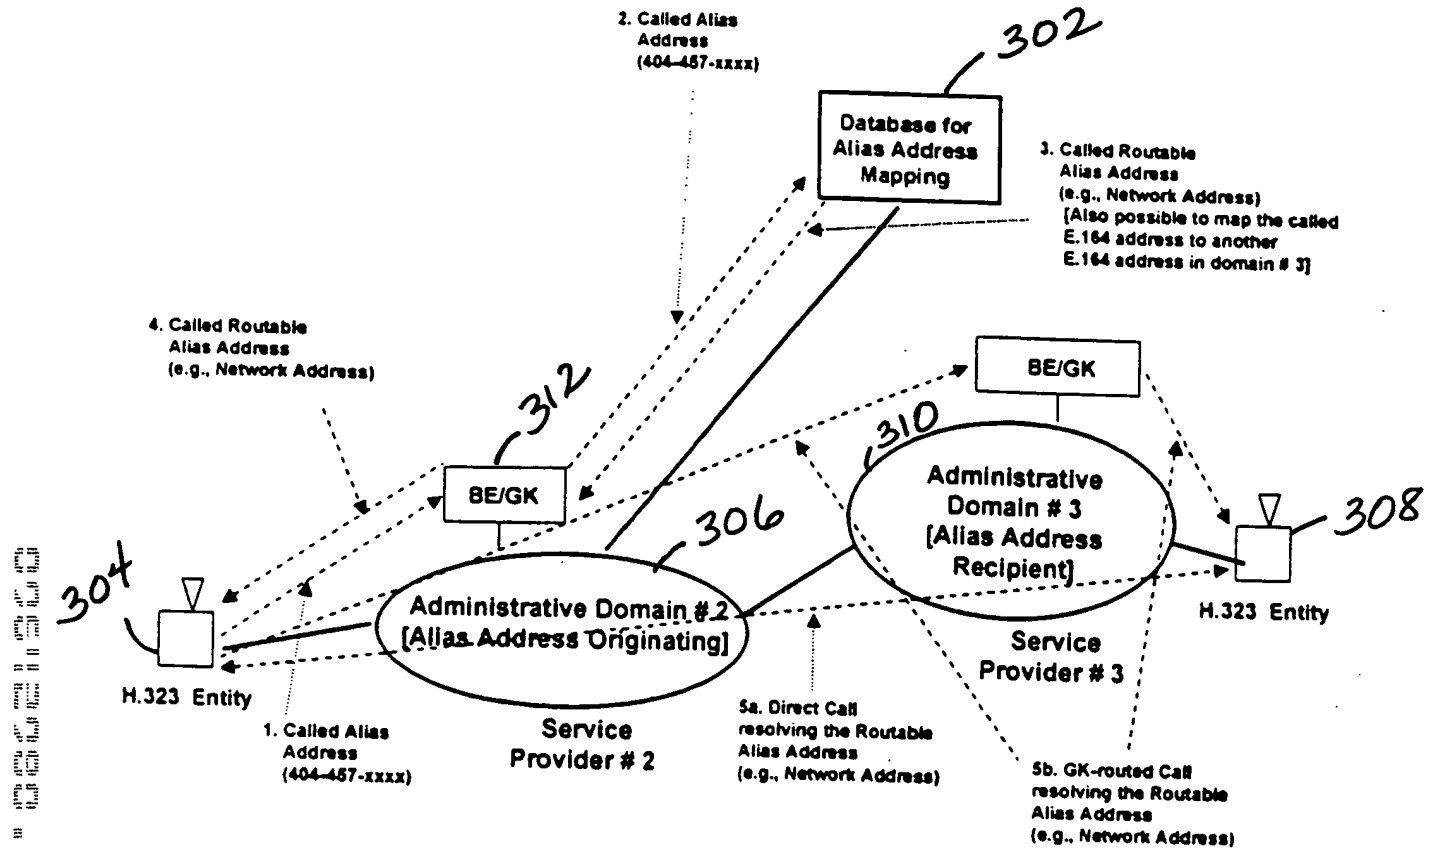 2. Called Alias
Address
(404-457-xxxx)
302
Database for
Alias Address
Mapping
3. Called Routable
Alias Address
(e.g., Network Address)
[Also possible to map the called
E.164 address to another
E.164 address in domain # 3]
4. Called Routable
Alias Address
(e.g., Network Address)
312
BE/GK
BE/GK
310
Administrative
Domain # 3
[Alias Address
Recipient]
308
H.323 Entity
Service
Provider # 3
306
304
Administrative Domain # 2
[Alias Address Originating]
H.323 Entity
Service
Provider # 2
1. Called Alias
Address
(404-457-xxxx)
5a. Direct Call
resolving the Routable
Alias Address
(e.g., Network Address)
5b. GK-routed Call
resolving the Routable
Alias Address
(e.g., Network Address)